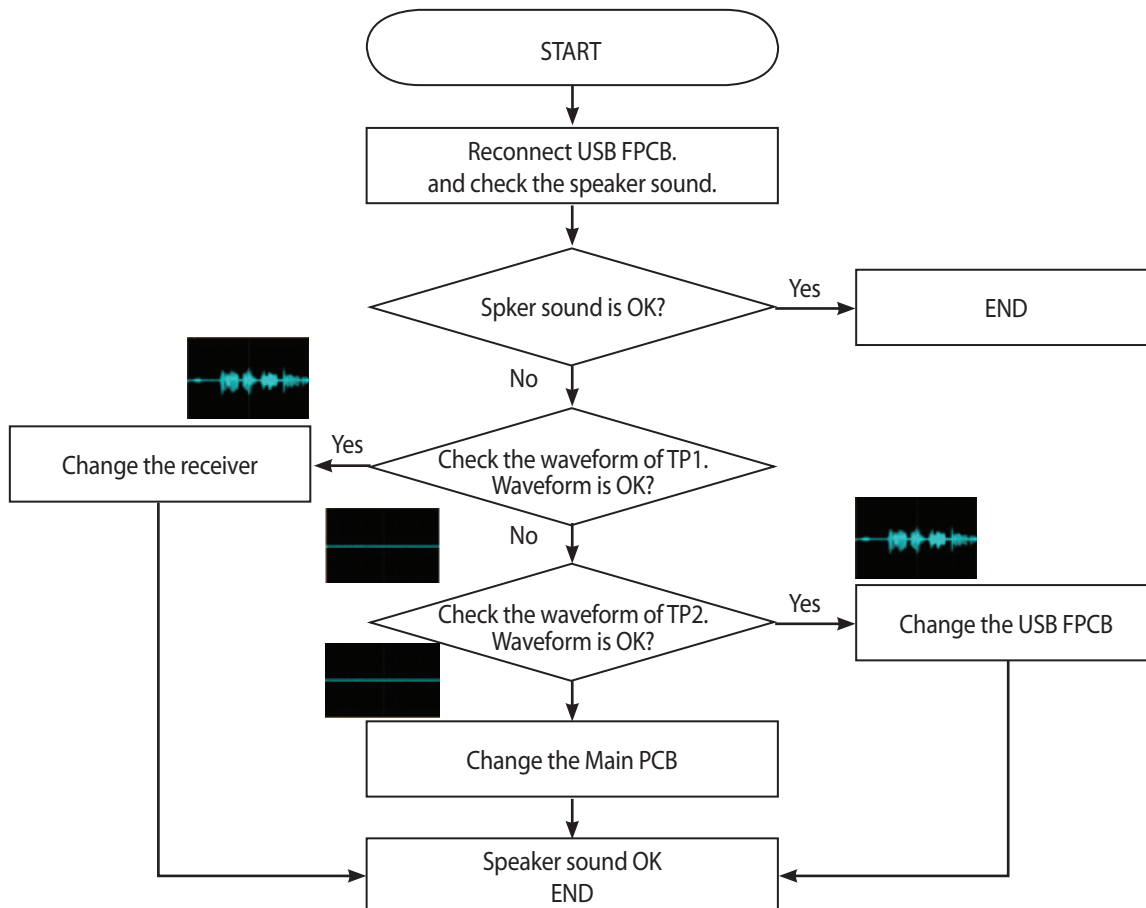 START
Reconnect USB FPCB.
and check the speaker sound.
Spker sound is OK?
Yes
END
No
Check the waveform of TP1.
Waveform is OK?
Yes
Change the receiver
No
Check the waveform of TP2.
Waveform is OK?
Yes
Change the USB FPCB
Change the Main PCB
Speaker sound OK
END